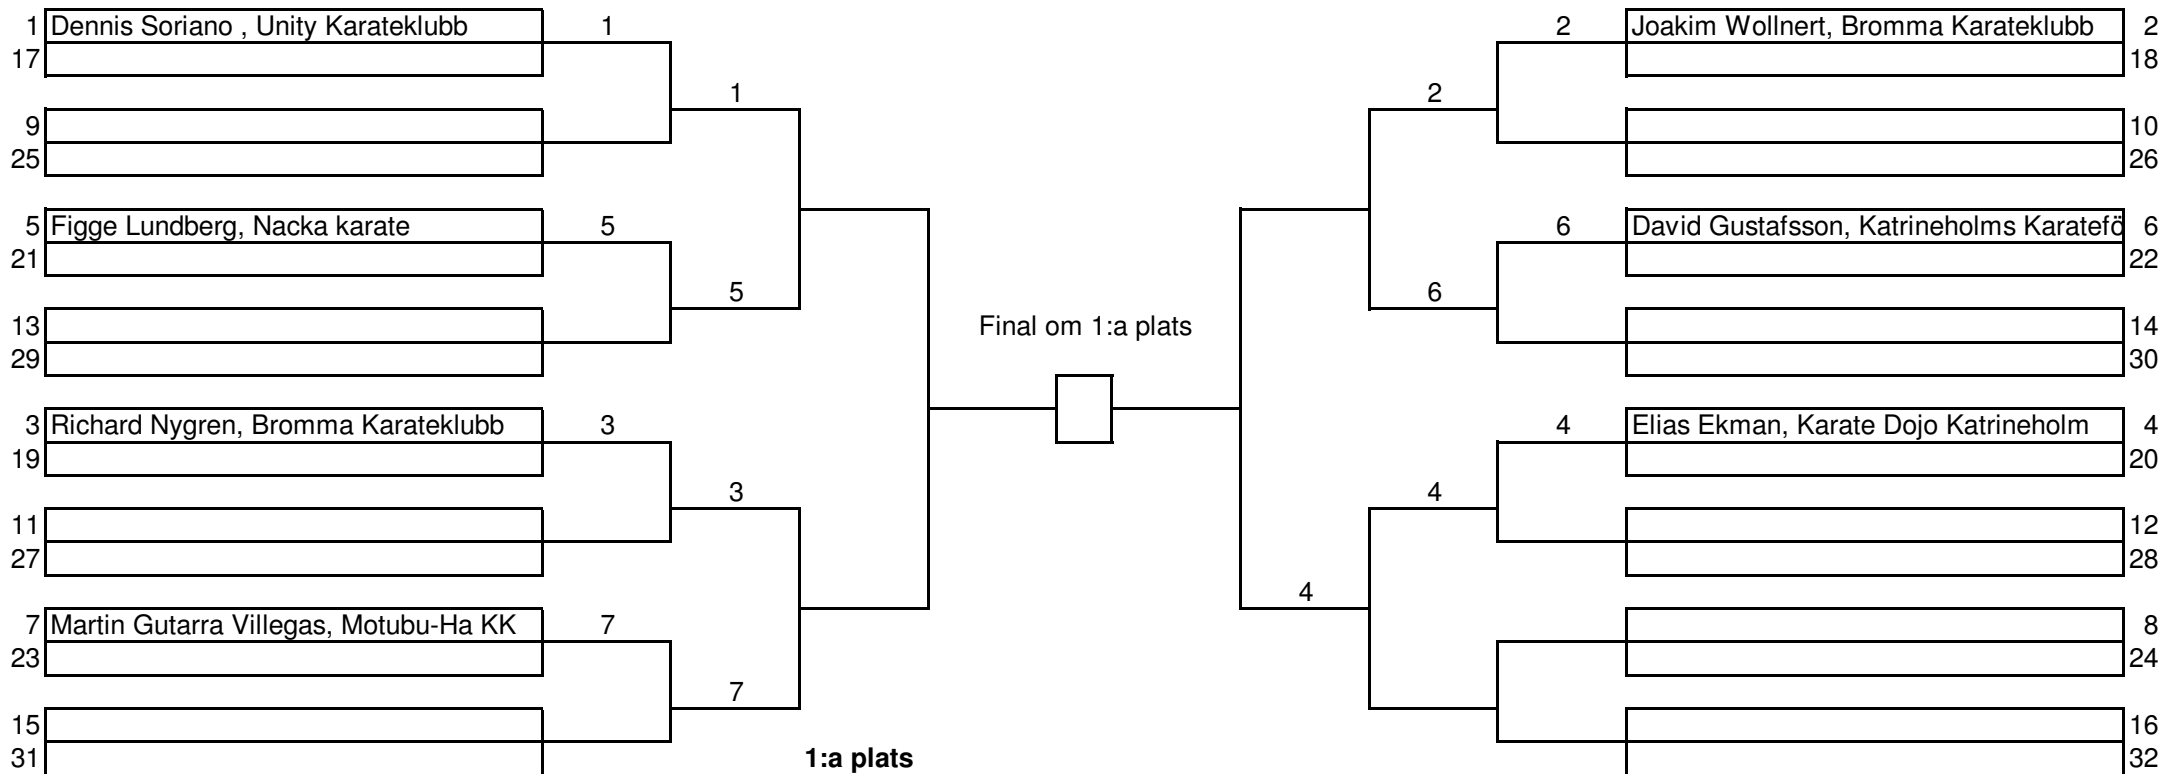 1 Dennis Soriano , Unity Karateklubb 1 2 Joakim Wollnert, Bromma Karateklubb 2
17 18
1 2
9 10
25 26
5 Figge Lundberg, Nacka karate 5 6 David Gustafsson, Katrineholms Karatefö 6
21 22
5 6
13 Final om 1:a plats 14
29 30
3 Richard Nygren, Bromma Karateklubb 3 4 Elias Ekman, Karate Dojo Katrineholm 4
19 20
3 4
11 12
27 28
4
7 Martin Gutarra Villegas, Motubu-Ha KK 7 8
23 24
7
15 16
31 1:a plats 32